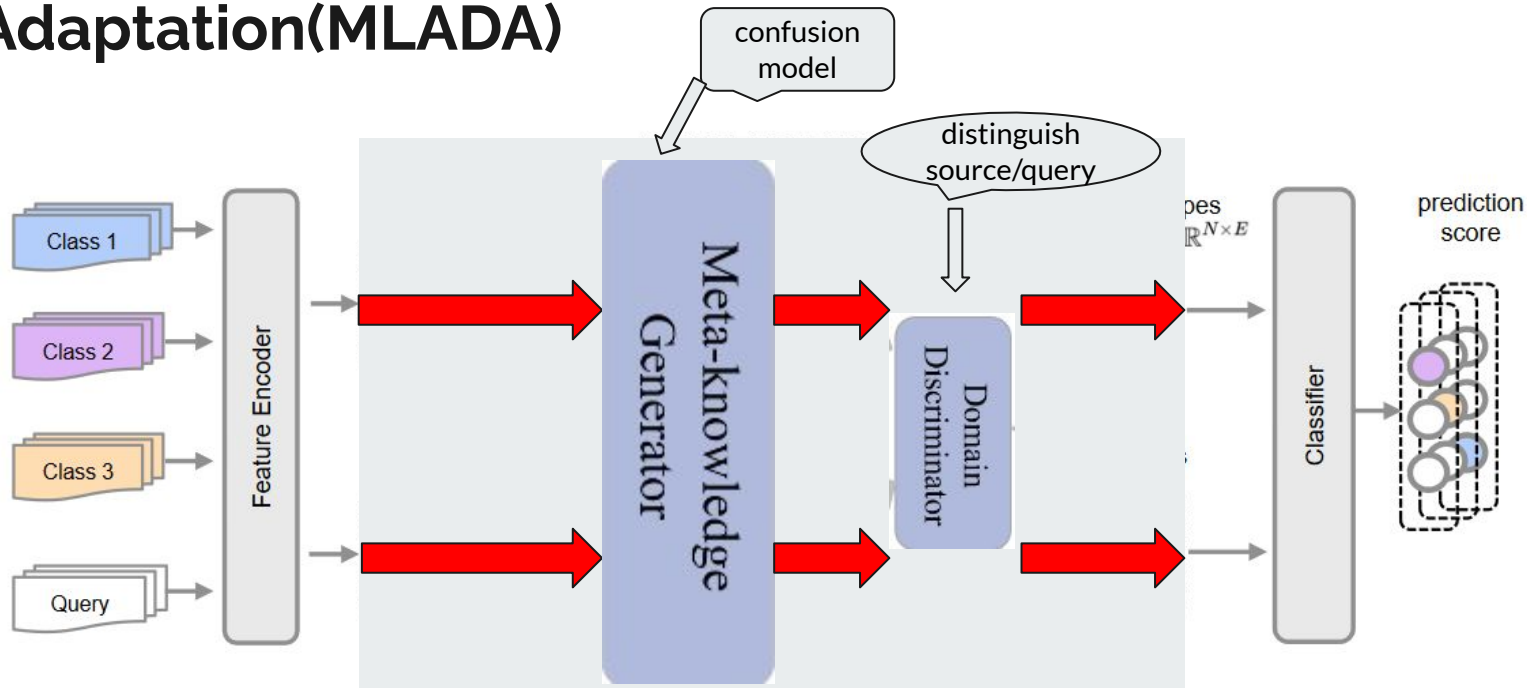 Adaptation(MLADA)
confusion
model
distinguish
source/query
Class 1
Class 2
Class 3
Query
Feature Encoder
Meta-knowledge
Generator
Domain
Discriminator
pes
ℝ^{N×E}
s
Classifier
prediction
score